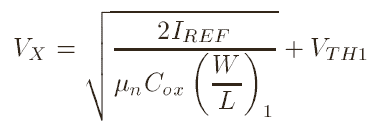 V_X = \sqrt{\frac{2I_{REF}}{\mu_n C_{ox} \left(\frac{W}{L}\right)_1}} + V_{TH1}